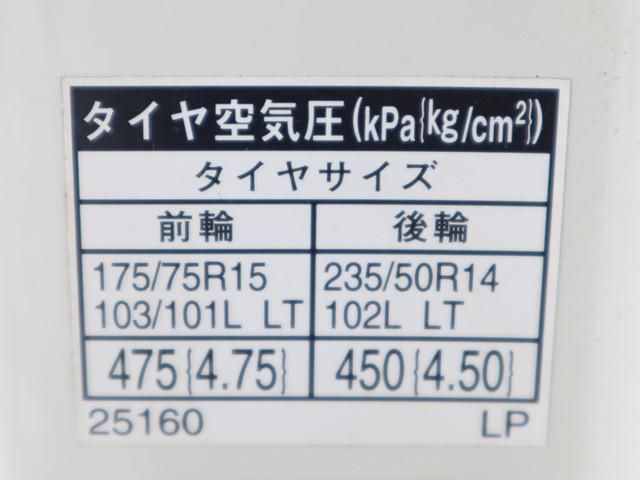 タイヤ空気圧(kPa{kg/cm²})
タイヤサイズ
前輪 後輪
175/75R15 235/50R14
103/101L LT 102L LT
475{4.75} 450{4.50}
25160 LP